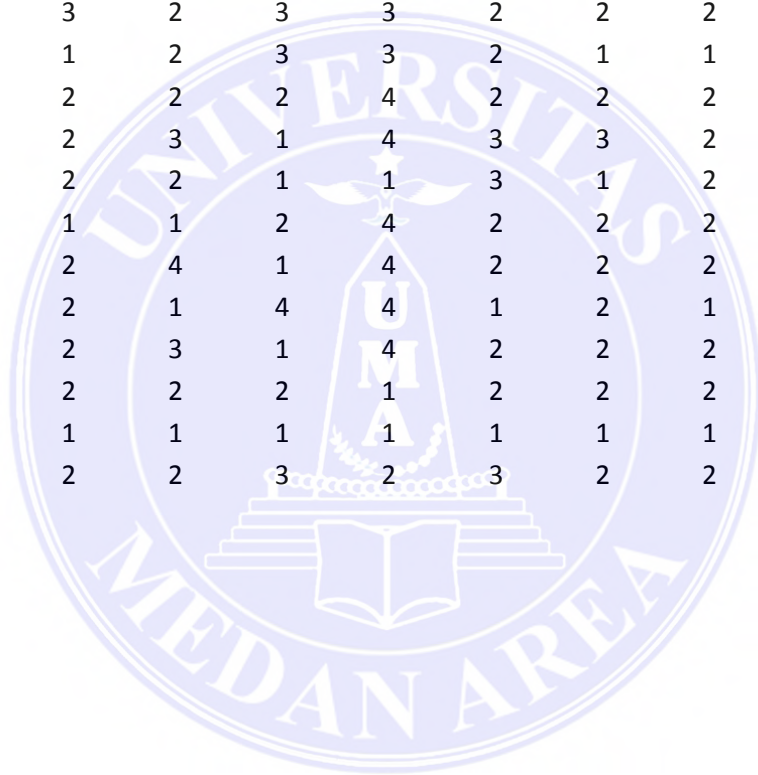 3 2 3 3 2 2 2
1 2 3 3 2 1 1
2 2 2 4 2 2 2
2 3 1 4 3 3 2
2 2 1 1 3 1 2
1 1 2 4 2 2 2
2 4 1 4 2 2 2
2 1 4 4 1 2 1
2 3 1 4 2 2 2
2 2 2 1 2 2 2
1 1 1 1 1 1 1
2 2 3 2 3 2 2
UNIVERSITAS
UMA
MEDAN AREA